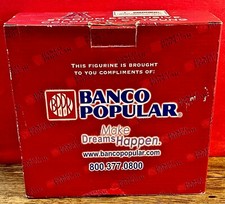 THIS FIGURINE IS BROUGHT
TO YOU COMPLIMENTS OF:
BANCO
POPULAR®
Make
Dreams Happen.
www.bancopopular.com
800.377.0800